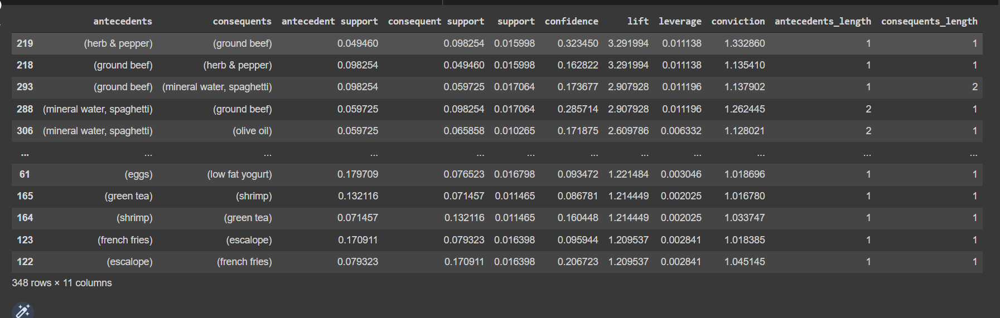 antecedents consequents antecedent support consequent support support confidence lift leverage conviction antecedents_length consequents_length
219 (herb & pepper) (ground beef) 0.049460 0.098254 0.015998 0.323450 3.291994 0.011138 1.332860 1 1
218 (ground beef) (herb & pepper) 0.098254 0.049460 0.015998 0.162822 3.291994 0.011138 1.135410 1 1
293 (ground beef) (mineral water, spaghetti) 0.098254 0.059725 0.017064 0.173677 2.907928 0.011196 1.137902 1 2
288 (mineral water, spaghetti) (ground beef) 0.059725 0.098254 0.017064 0.285714 2.907928 0.011196 1.262445 2 1
306 (mineral water, spaghetti) (olive oil) 0.059725 0.065858 0.010265 0.171875 2.609786 0.006332 1.128021 2 1
... ... ... ... ... ... ... ... ... ... ... ...
61 (eggs) (low fat yogurt) 0.179709 0.076523 0.016798 0.093472 1.221484 0.003046 1.018696 1 1
165 (green tea) (shrimp) 0.132116 0.071457 0.011465 0.086781 1.214449 0.002025 1.016780 1 1
164 (shrimp) (green tea) 0.071457 0.132116 0.011465 0.160448 1.214449 0.002025 1.033747 1 1
123 (french fries) (escalope) 0.170911 0.079323 0.016398 0.095944 1.209537 0.002841 1.018385 1 1
122 (escalope) (french fries) 0.079323 0.170911 0.016398 0.206723 1.209537 0.002841 1.045145 1 1
348 rows × 11 columns